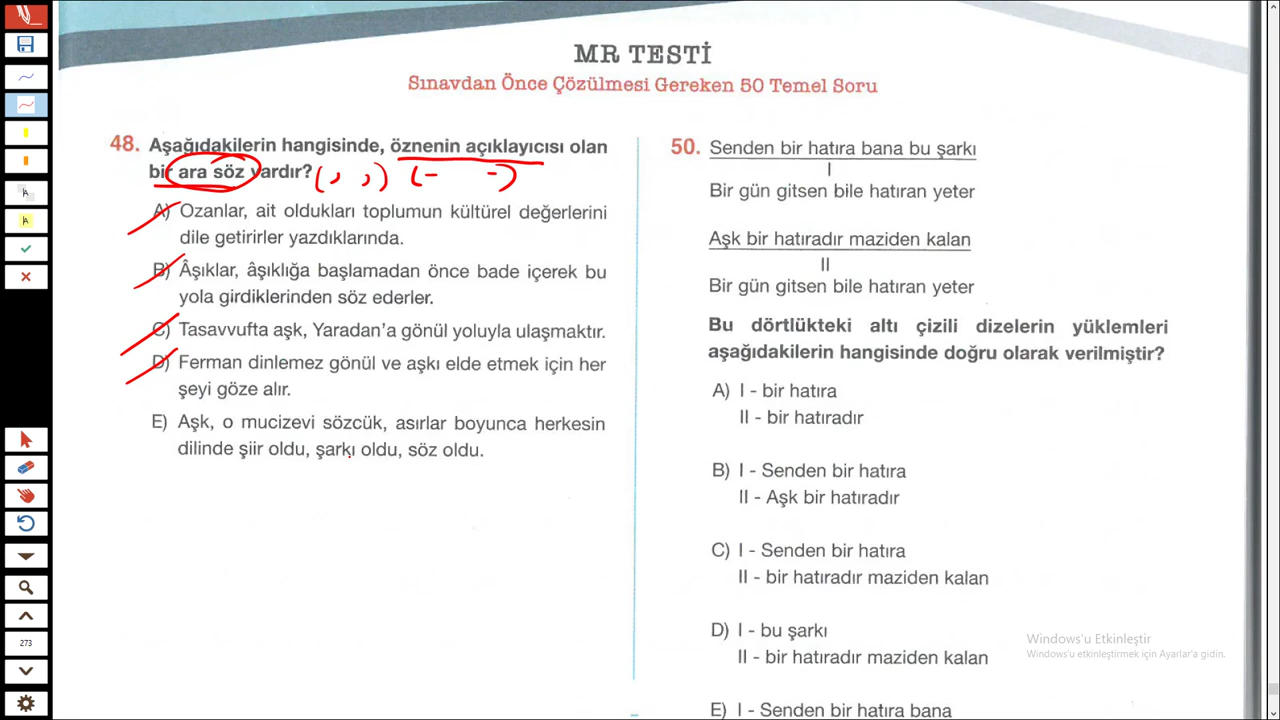 MR TESTİ
Sınavdan Önce Çözülmesi Gereken 50 Temel Soru
48. Aşağıdakilerin hangisinde, öznenin açıklayıcısı olan
bir ara söz vardır? ( , , ) ( - - )
A) Ozanlar, ait oldukları toplumun kültürel değerlerini
dile getirirler yazdıklarında.
B) Âşıklar, âşıklığa başlamadan önce bade içerek bu
yola girdiklerinden söz ederler.
C) Tasavvufta aşk, Yaradan'a gönül yoluyla ulaşmaktır.
D) Ferman dinlemez gönül ve aşkı elde etmek için her
şeyi göze alır.
E) Aşk, o mucizevi sözcük, asırlar boyunca herkesin
dilinde şiir oldu, şarkı oldu, söz oldu.
50. Senden bir hatıra bana bu şarkı
I
Bir gün gitsen bile hatıran yeter
Aşk bir hatıradır maziden kalan
II
Bir gün gitsen bile hatıran yeter
Bu dörtlükteki altı çizili dizelerin yüklemleri
aşağıdakilerin hangisinde doğru olarak verilmiştir?
A) I - bir hatıra
II - bir hatıradır
B) I - Senden bir hatıra
II - Aşk bir hatıradır
C) I - Senden bir hatıra
II - bir hatıradır maziden kalan
D) I - bu şarkı
II - bir hatıradır maziden kalan
E) I - Senden bir hatıra bana
A
A
273
Windows'u Etkinleştir
Windows'u etkinleştirmek için Ayarlar'a gidin.